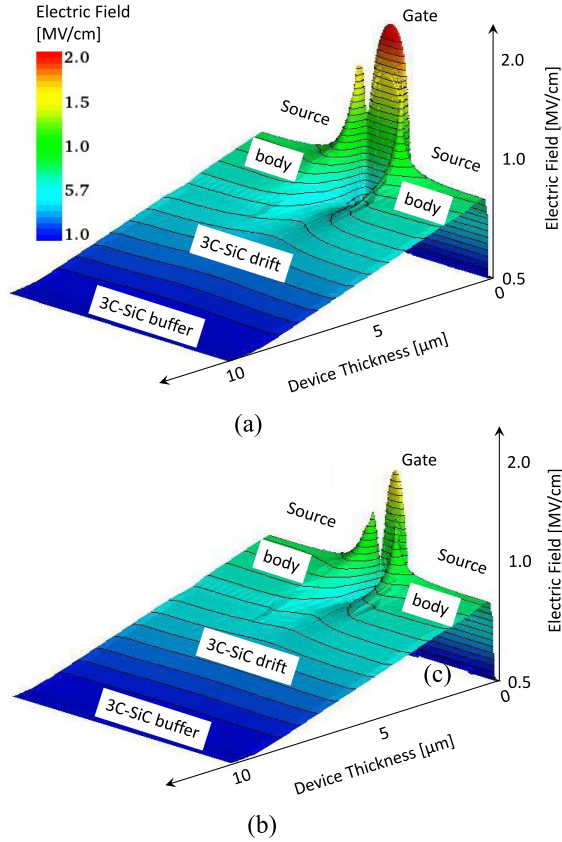 Electric Field
[MV/cm]
2.0
1.5
1.0
5.7
1.0
Gate
Source
body
Source
body
3C-SiC drift
3C-SiC buffer
2.0
1.0
0.5
Electric Field [MV/cm]
0
5
10
Device Thickness [μm]
(a)
Gate
Source
body
Source
body
3C-SiC drift
(c)
3C-SiC buffer
2.0
1.0
0.5
Electric Field [MV/cm]
0
5
10
Device Thickness [μm]
(b)